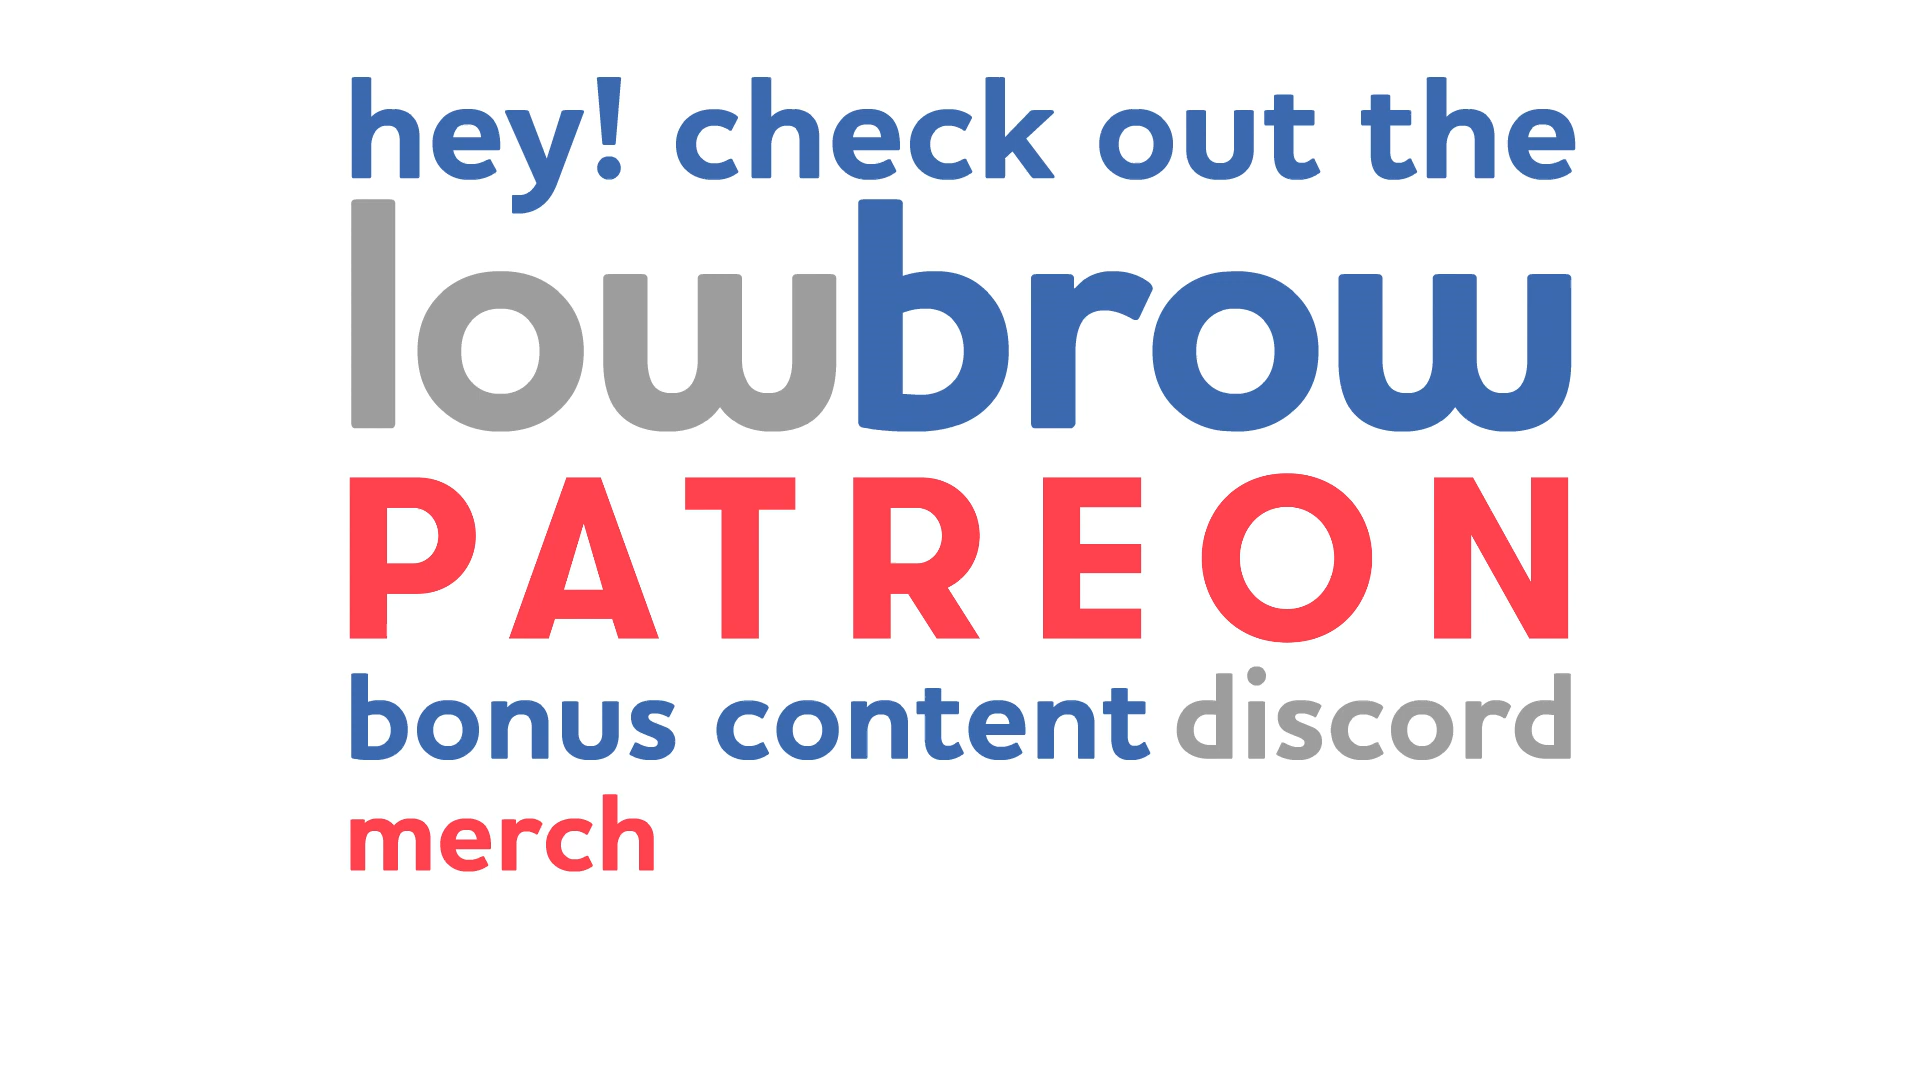 hey! check out the
lowbrow
PATREON
bonus content discord
merch